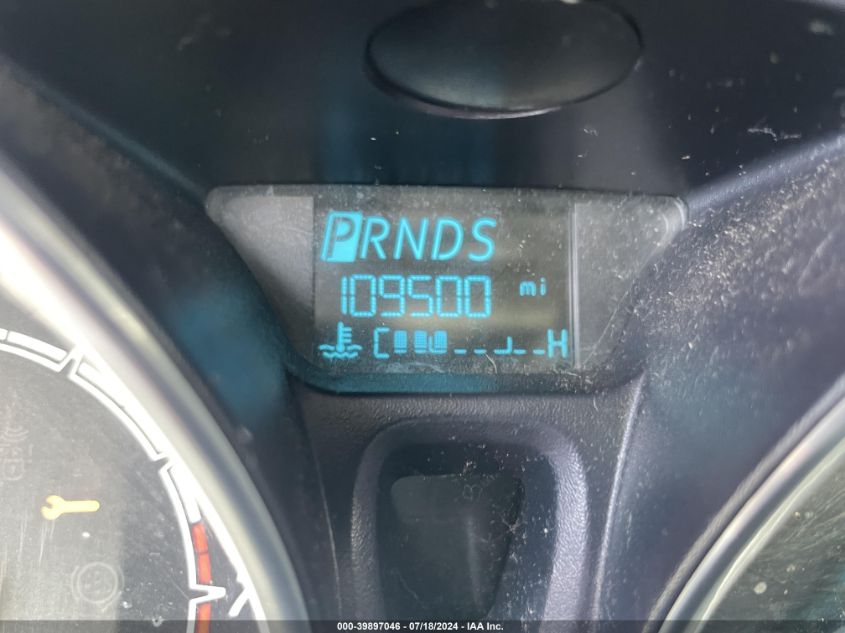 PRNDS
109500 mi
C H
000-39897046 - 07/18/2024 - IAA Inc.